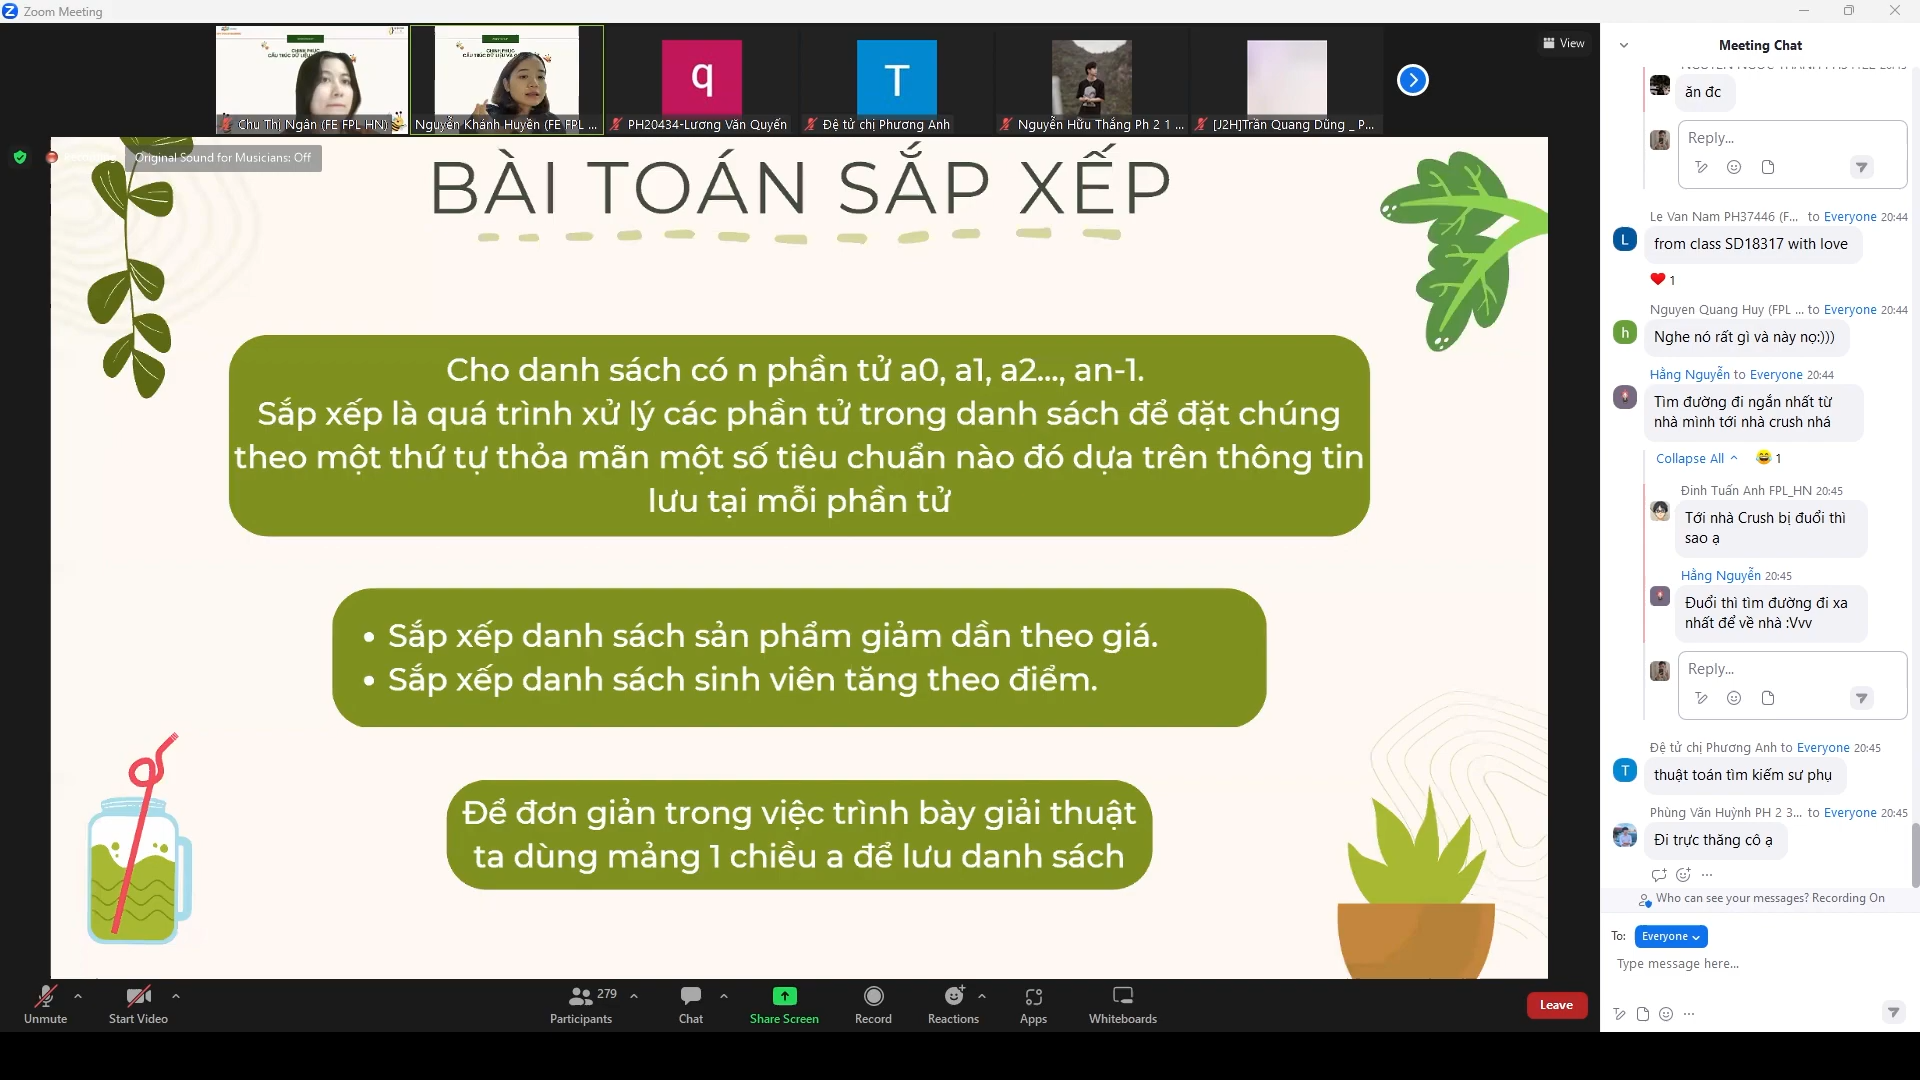 Zoom Meeting
CHINH PHỤC
CHINH PHỤC
View
Chu Thị Ngân (FE FPL HN)
Nguyễn Khánh Huyền (FE FPL ...
q
PH20434-Lương Văn Quyến
T
Đệ tử chị Phương Anh
Nguyễn Hữu Thắng Ph 2 1 ...
[J2H]Trần Quang Dũng _ P...
Original Sound for Musicians: Off
BÀI TOÁN SẮP XẾP
Cho danh sách có n phần tử a0, a1, a2..., an-1.
Sắp xếp là quá trình xử lý các phần tử trong danh sách để đặt chúng
theo một thứ tự thỏa mãn một số tiêu chuẩn nào đó dựa trên thông tin
lưu tại mỗi phần tử
• Sắp xếp danh sách sản phẩm giảm dần theo giá.
• Sắp xếp danh sách sinh viên tăng theo điểm.
Để đơn giản trong việc trình bày giải thuật
ta dùng mảng 1 chiều a để lưu danh sách
Unmute
Start Video
279
Participants
Chat
Share Screen
Record
Reactions
Apps
Whiteboards
Leave
Meeting Chat
ăn đc
Reply...
Le Van Nam PH37446 (F... to Everyone 20:44
L
from class SD18317 with love
1
Nguyen Quang Huy (FPL ... to Everyone 20:44
h
Nghe nó rất gì và này nọ:)))
Hằng Nguyễn to Everyone 20:44
Tìm đường đi ngắn nhất từ
nhà mình tới nhà crush nhá
Collapse All
1
Đinh Tuấn Anh FPL_HN 20:45
Tới nhà Crush bị đuổi thì
sao ạ
Hằng Nguyễn 20:45
Đuổi thì tìm đường đi xa
nhất để về nhà :Vvv
Reply...
Đệ tử chị Phương Anh to Everyone 20:45
T
thuật toán tìm kiếm sư phụ
Phùng Văn Huỳnh PH 2 3... to Everyone 20:45
Đi trực thăng cô ạ
Who can see your messages? Recording On
To: Everyone
Type message here...